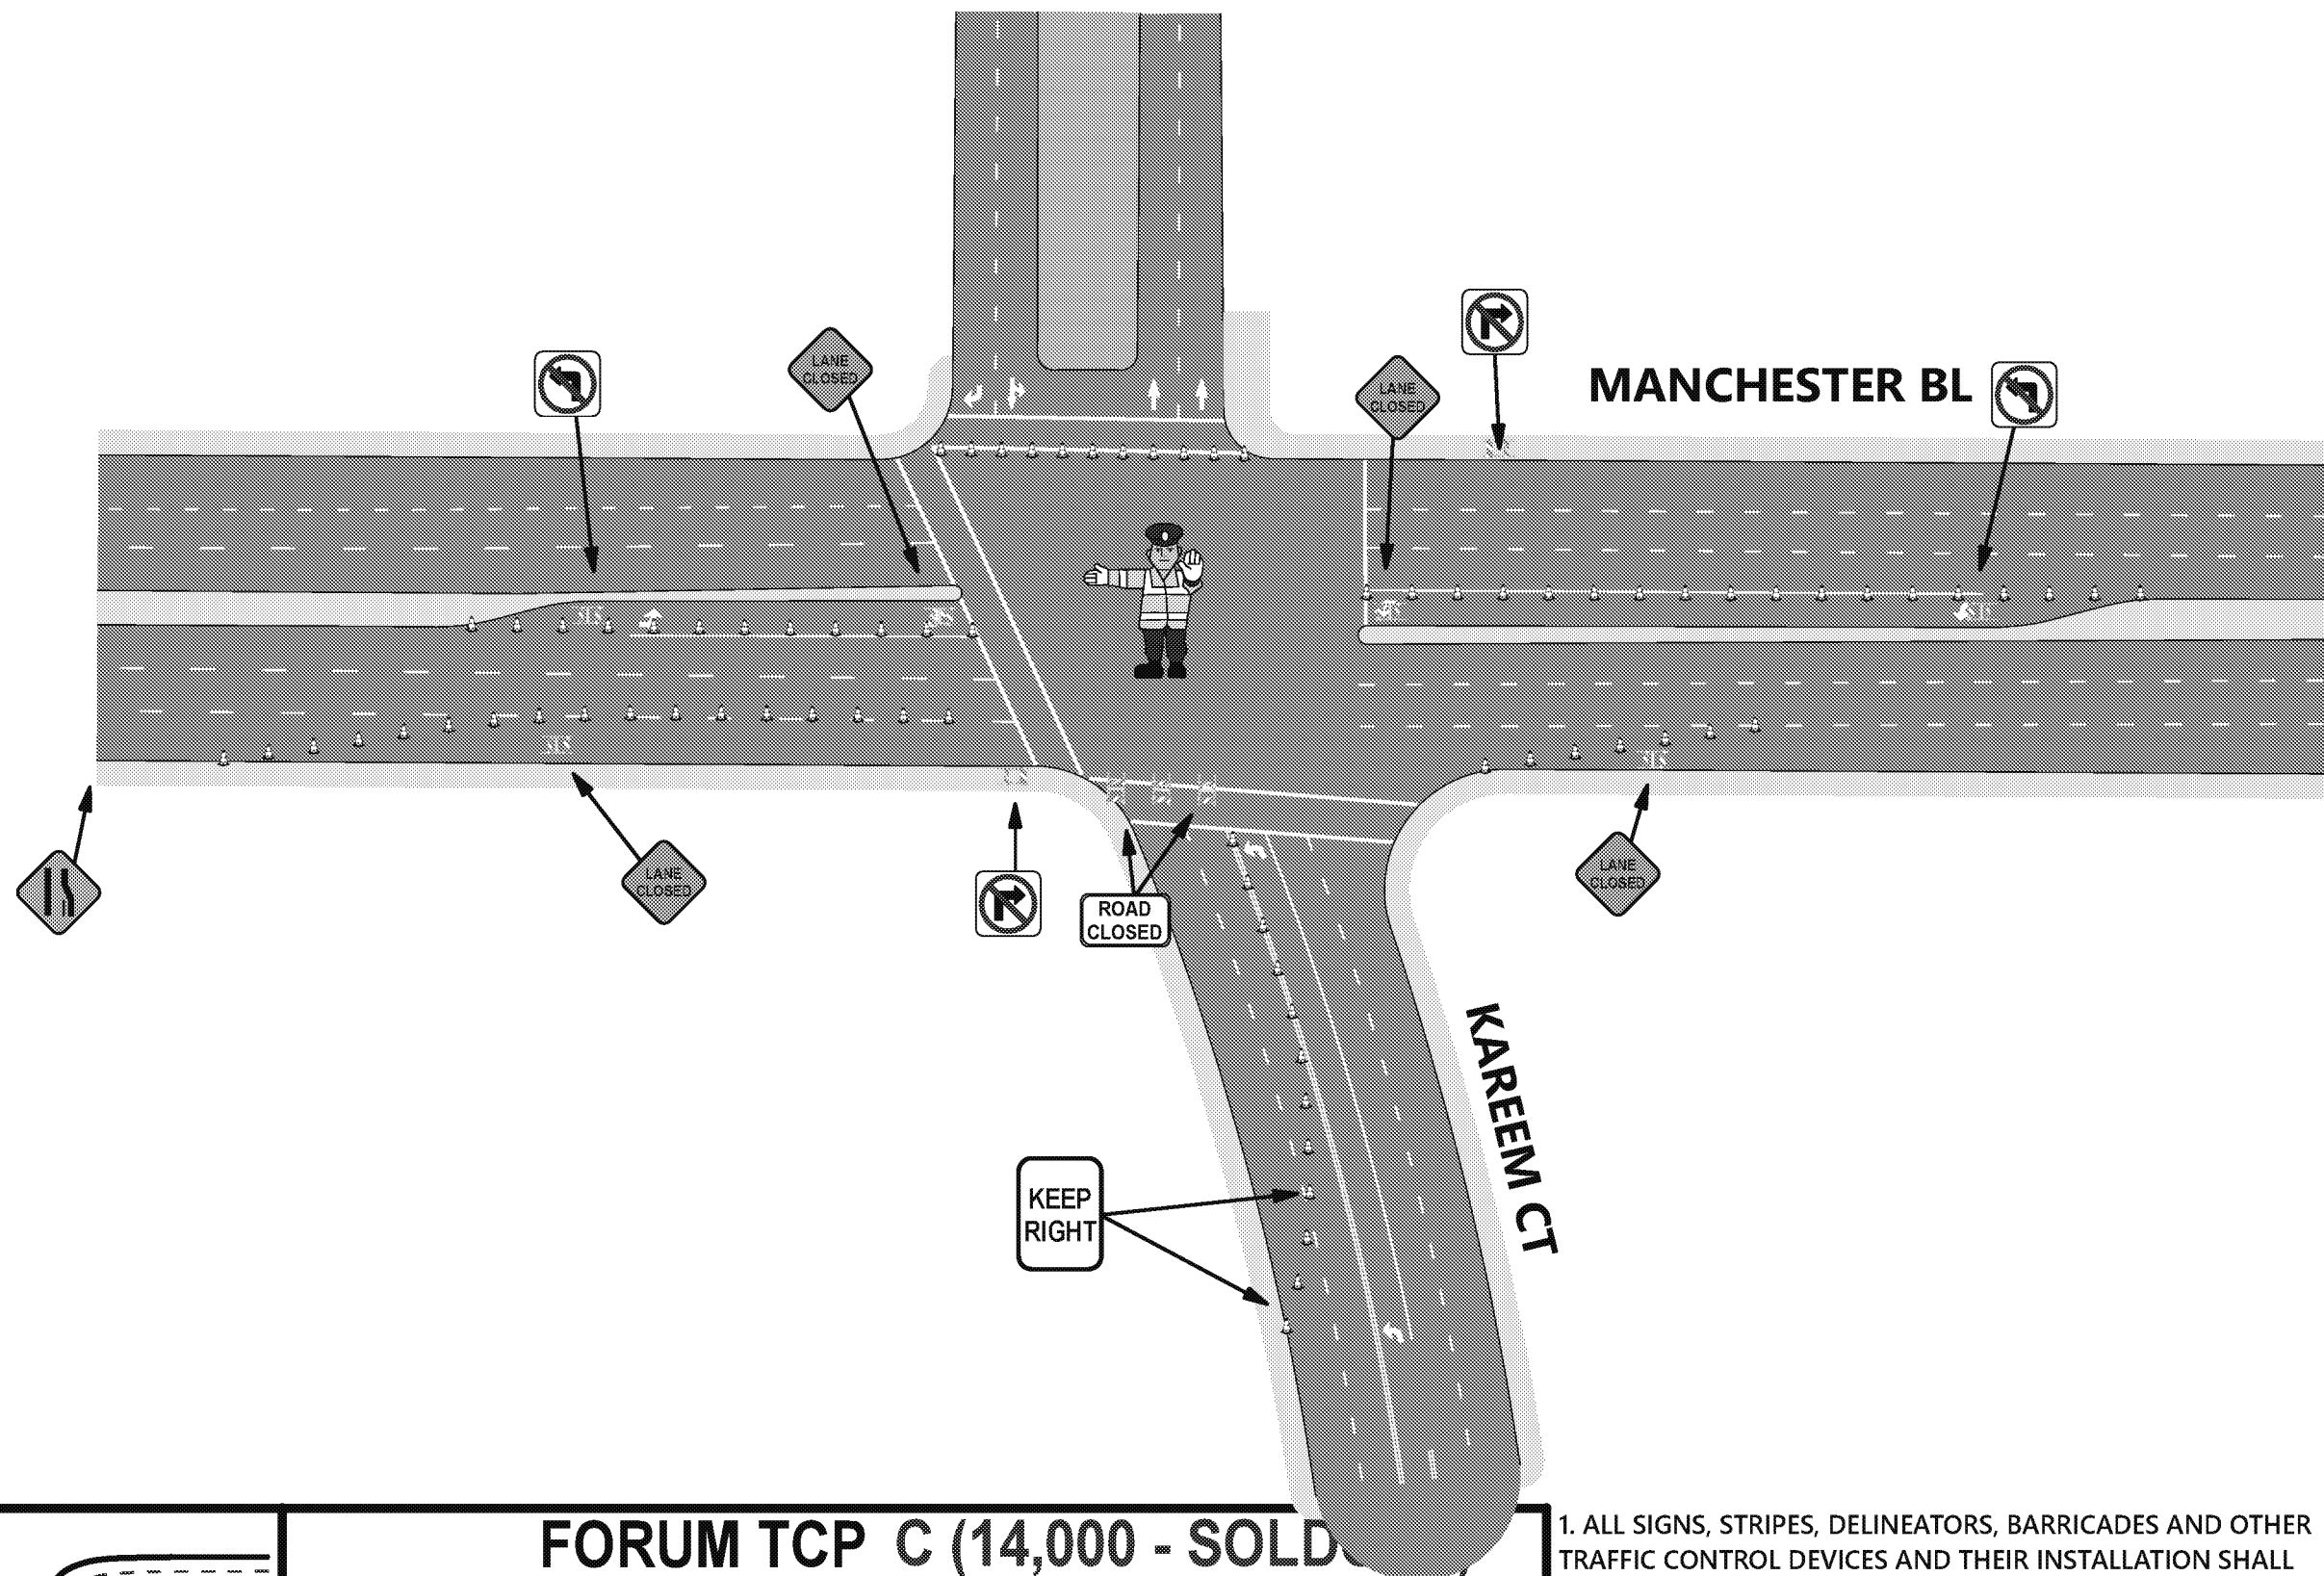 LANE
CLOSED
LANE
CLOSED
MANCHESTER BL
LANE
CLOSED
ROAD
CLOSED
LANE
CLOSED
KAREEM CT
KEEP
RIGHT
FORUM TCP C (14,000 - SOLD
1. ALL SIGNS, STRIPES, DELINEATORS, BARRICADES AND OTHER
TRAFFIC CONTROL DEVICES AND THEIR INSTALLATION SHALL